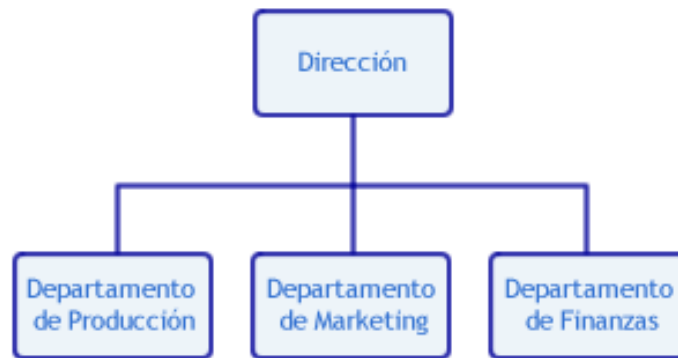 Dirección
Departamento
de Producción
Departamento
de Marketing
Departamento
de Finanzas